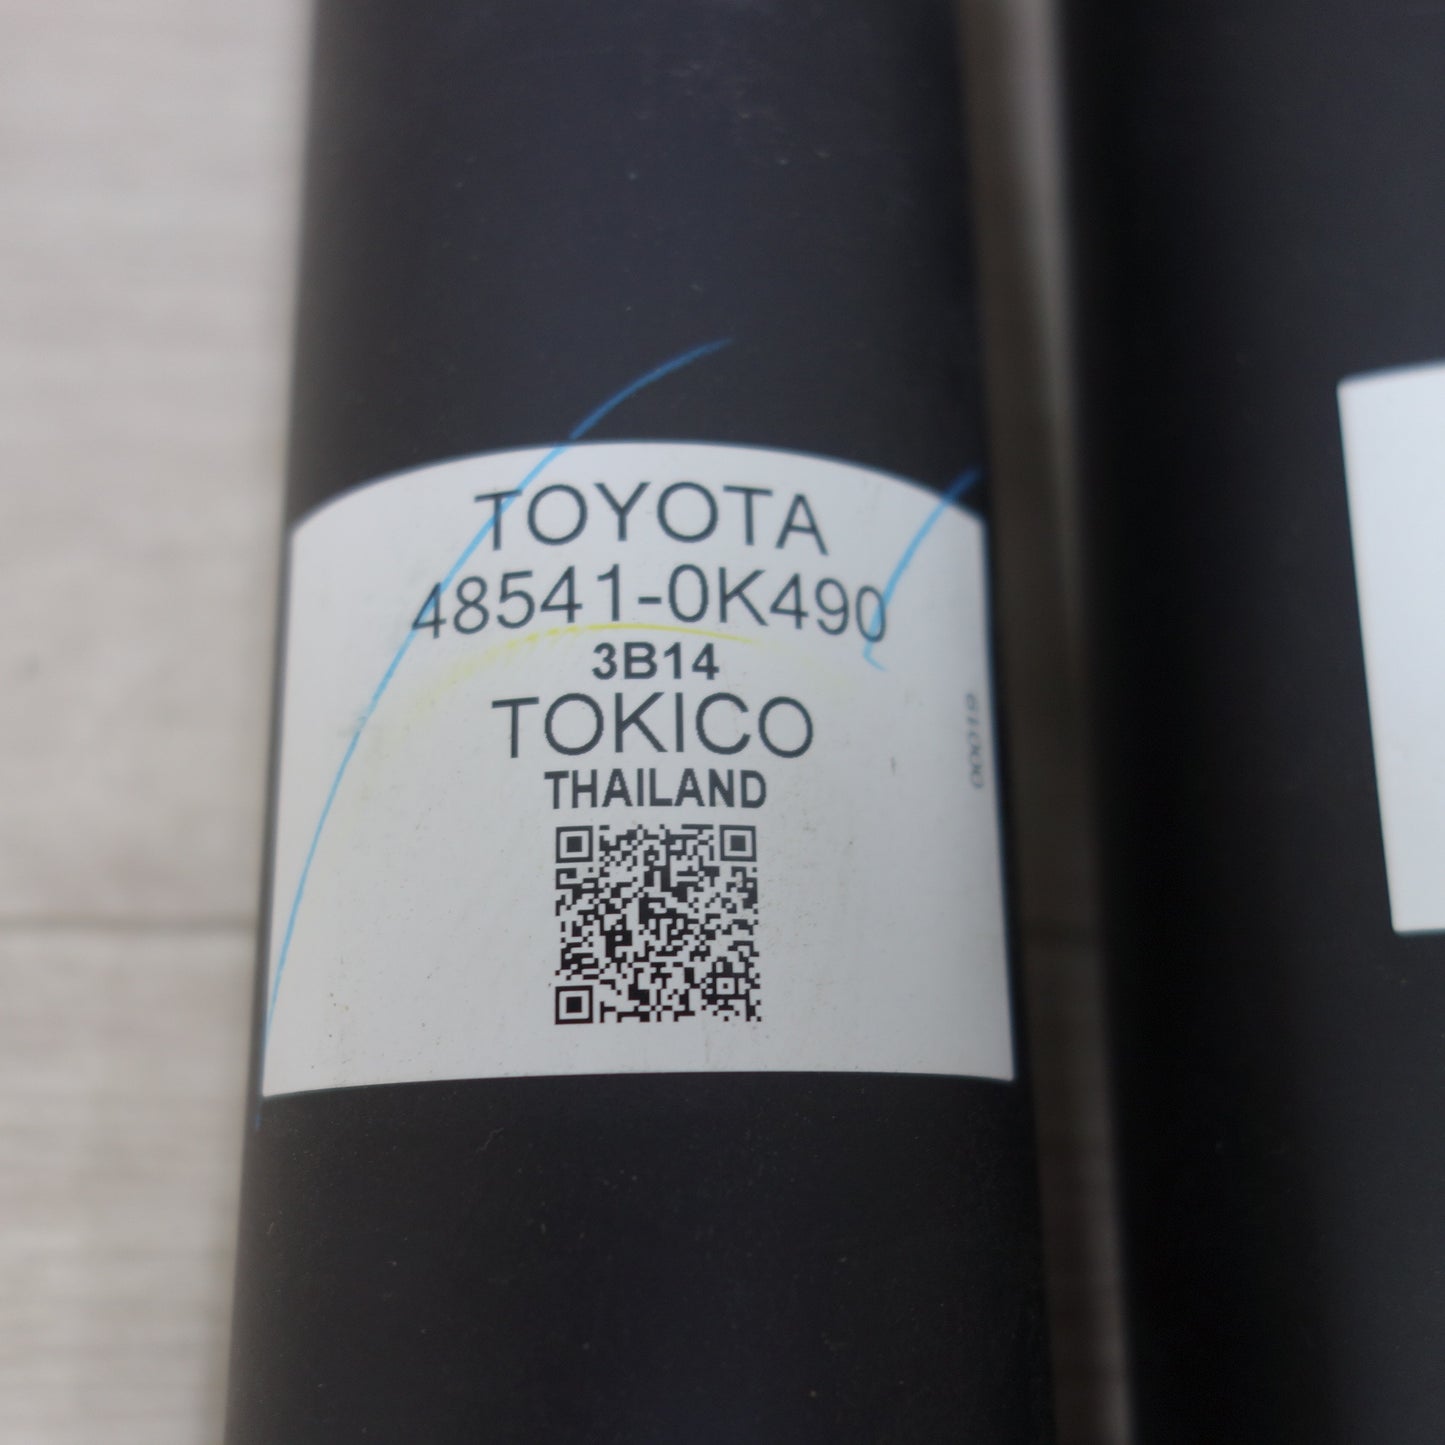 TOYOTA
48541-0K490
3B14
TOKICO
THAILAND